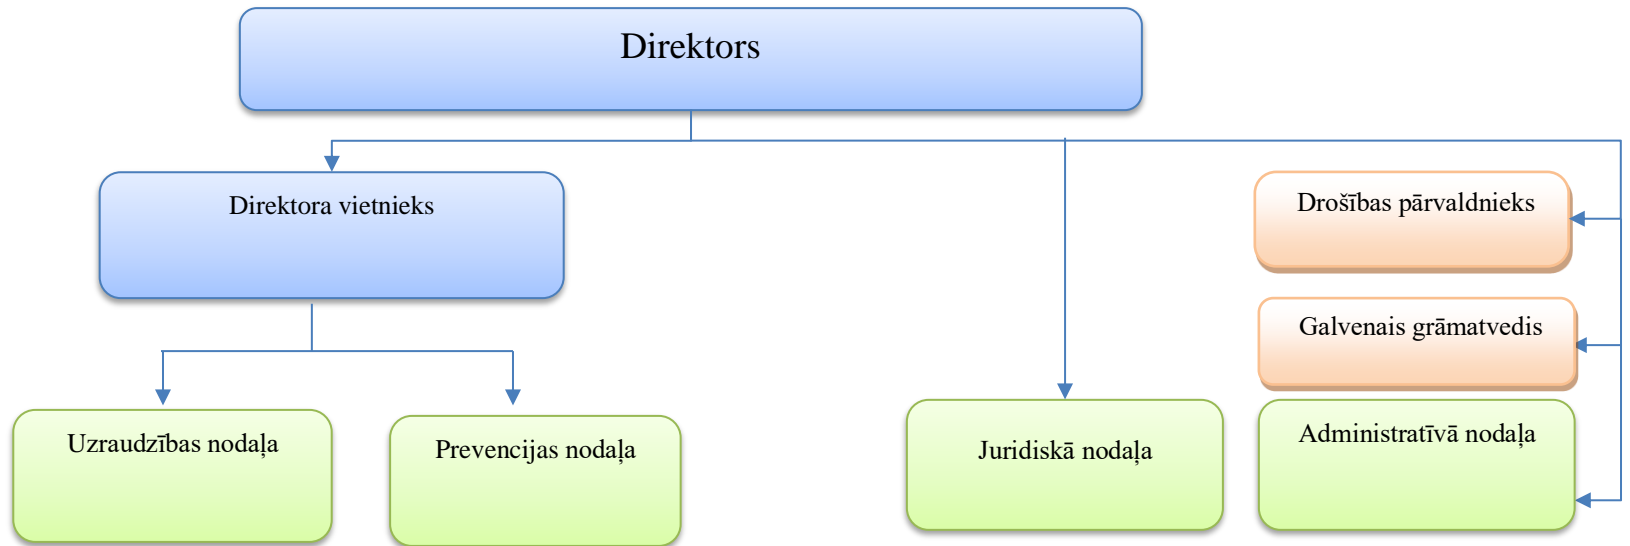 Direktors
Direktora vietnieks
Drošības pārvaldnieks
Galvenais grāmatvedis
Uzraudzības nodaļa
Prevencijas nodaļa
Juridiskā nodaļa
Administratīvā nodaļa